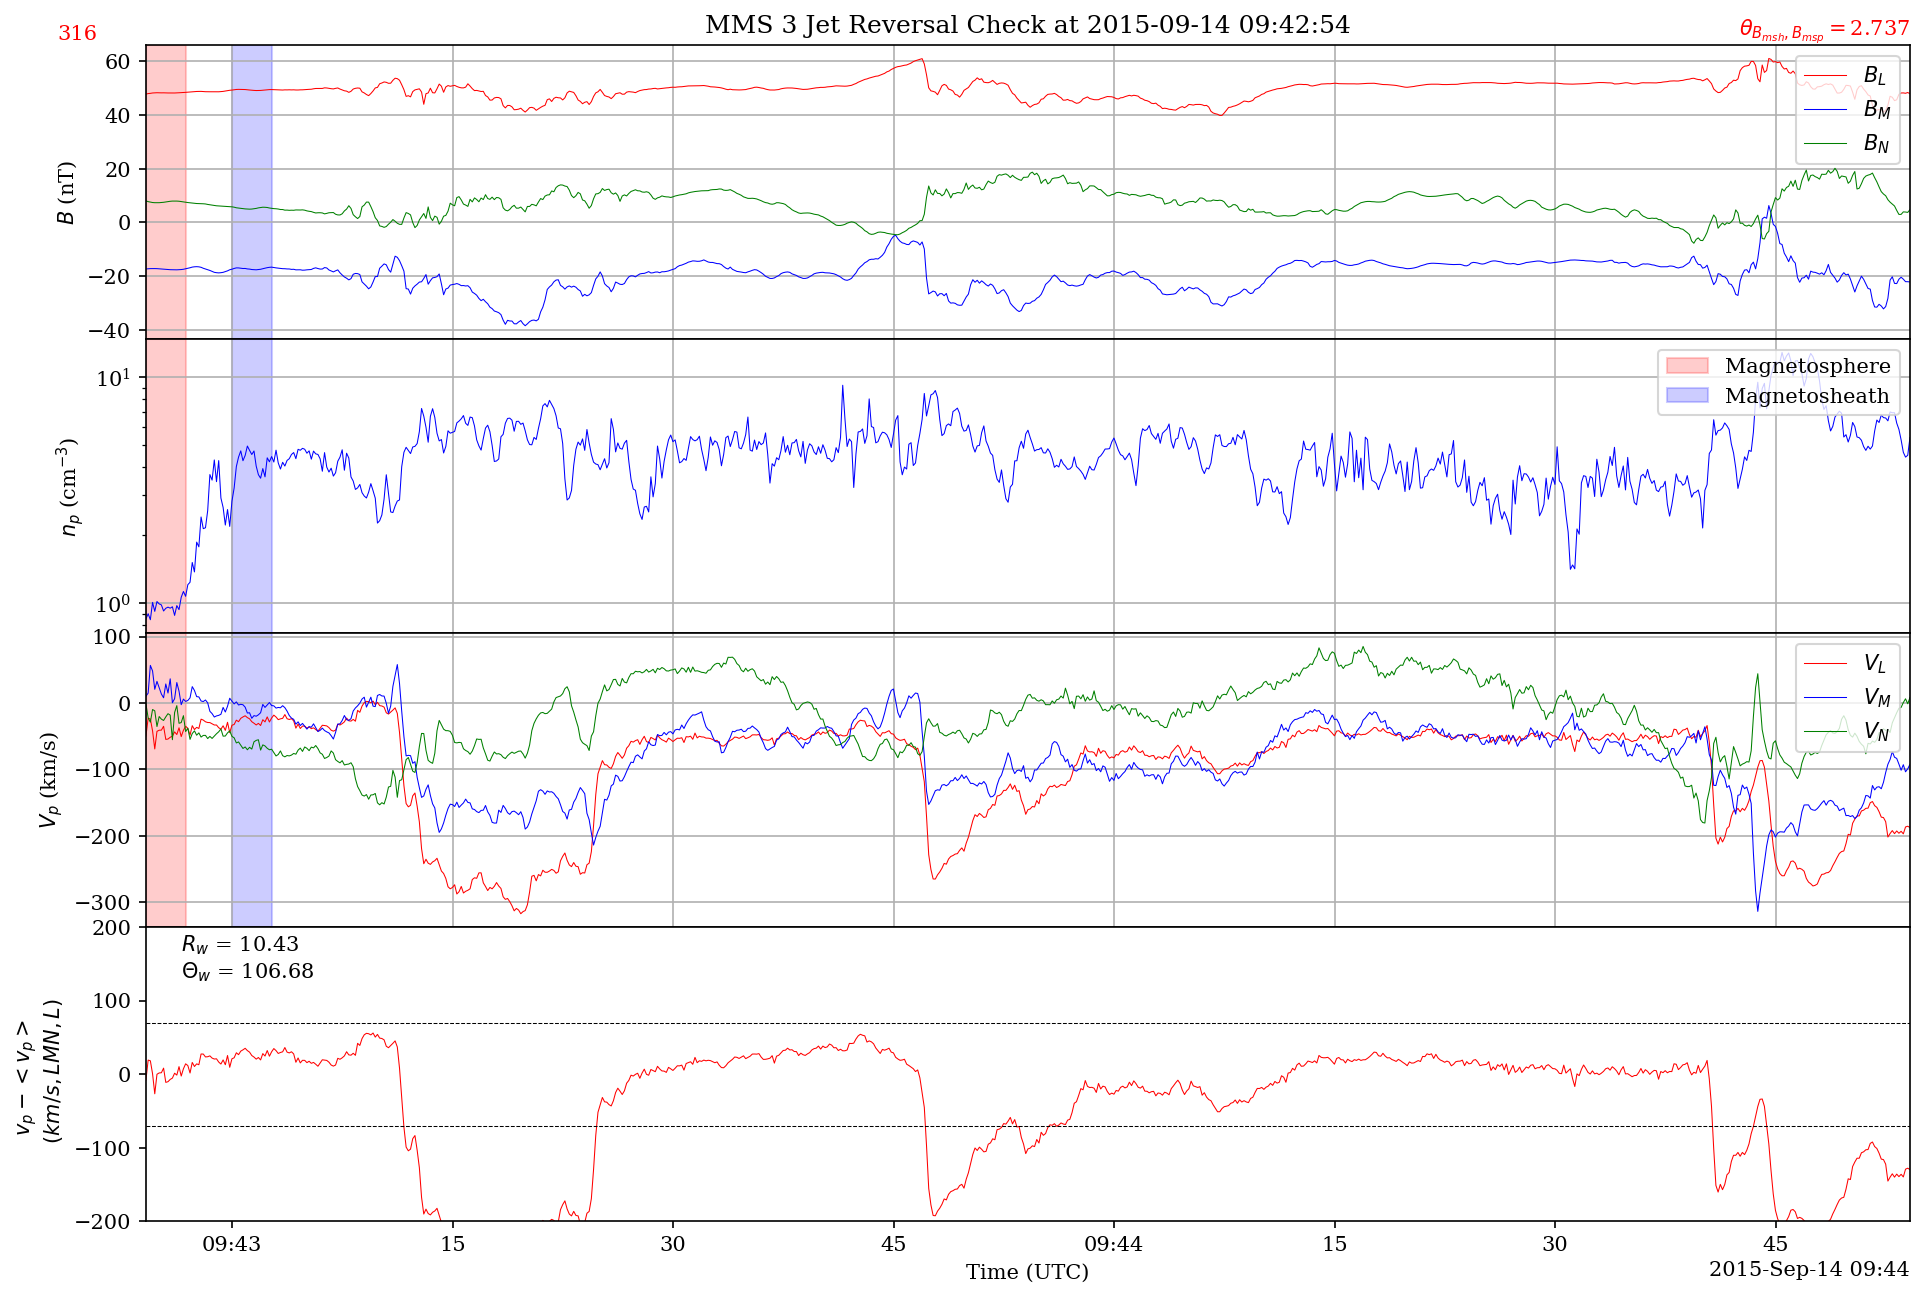 MMS 3 Jet Reversal Check at 2015-09-14 09:42:54
316
θ_{B_{msh}, B_{msp}} = 2.737
60
40
20
0
−20
−40
B (nT)
B_L
B_M
B_N
10^1
10^0
n_p (cm^{−3})
Magnetosphere
Magnetosheath
100
0
−100
−200
−300
V_p (km/s)
V_L
V_M
V_N
200
100
0
−100
−200
v_p − < v_p >
(km/s, LMN, L)
R_w = 10.43
Θ_w = 106.68
09:43
15
30
45
09:44
15
30
45
Time (UTC)
2015-Sep-14 09:44